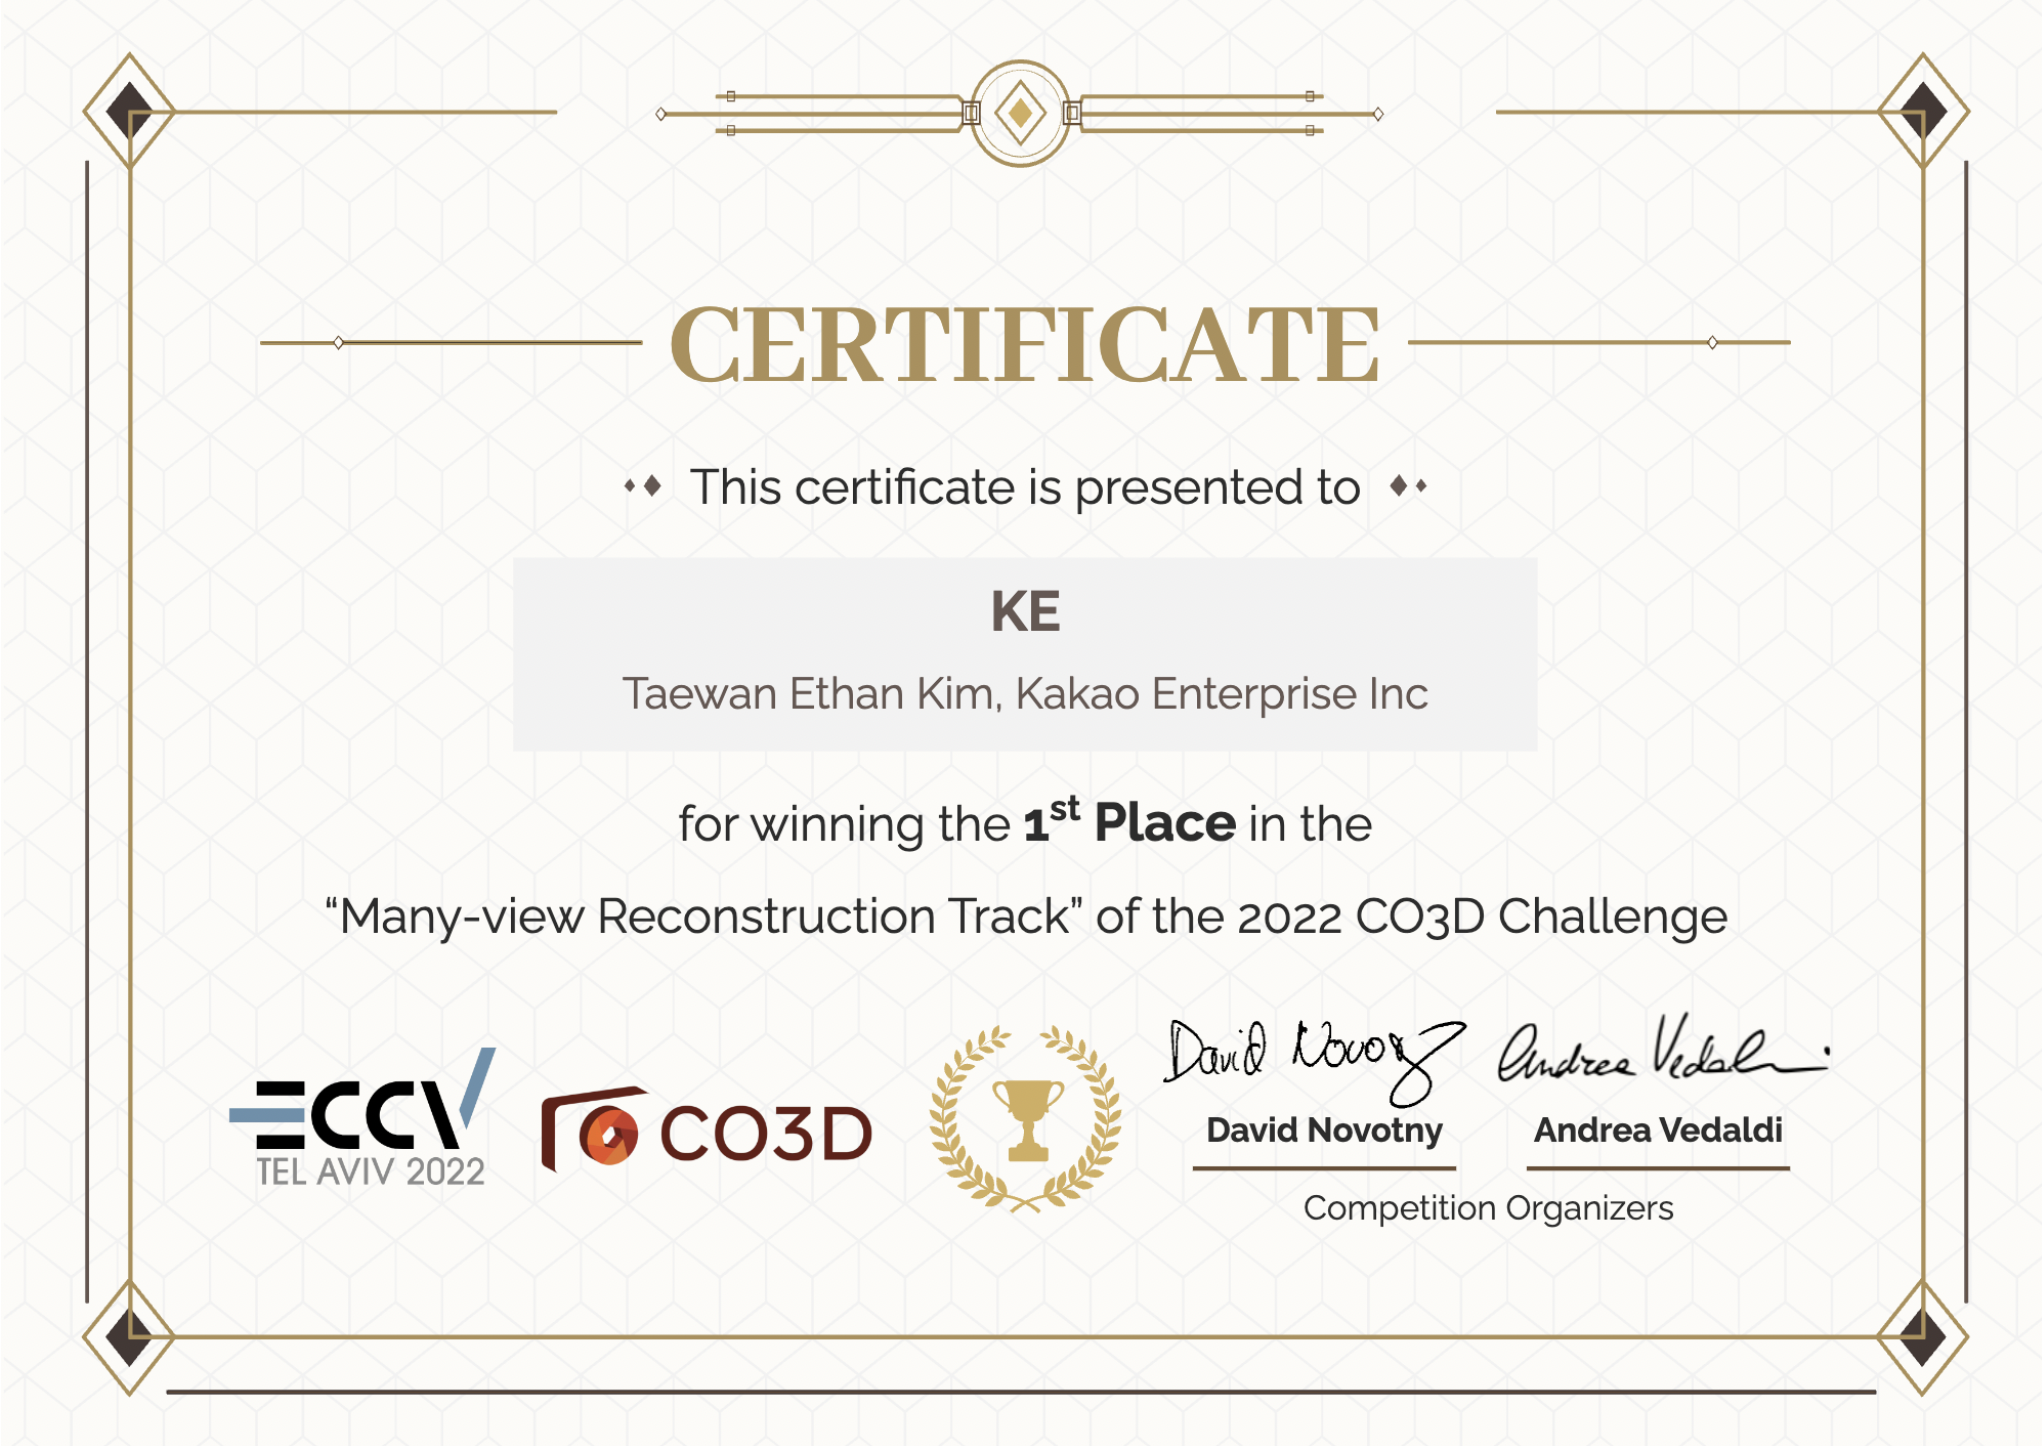 CERTIFICATE
This certificate is presented to
KE
Taewan Ethan Kim, Kakao Enterprise Inc
for winning the 1st Place in the
“Many-view Reconstruction Track” of the 2022 CO3D Challenge
ECCV
TEL AVIV 2022
CO3D
David Novotny
Andrea Vedaldi
David Novotny
Andrea Vedaldi
Competition Organizers